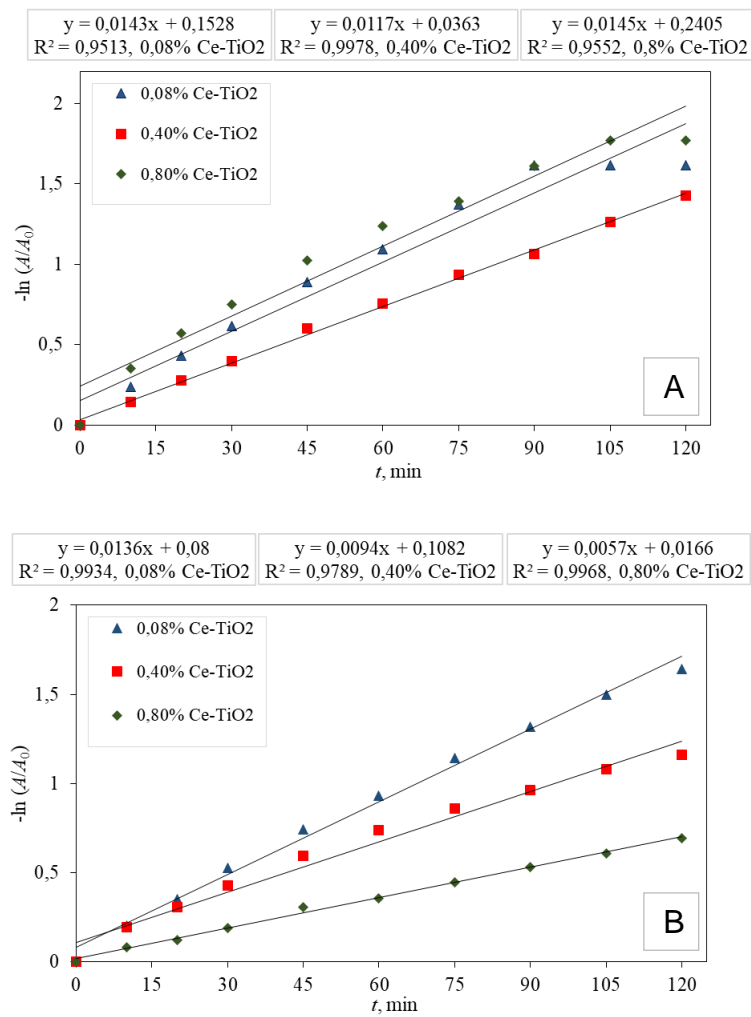 y = 0,0143x + 0,1528
R² = 0,9513, 0,08% Ce-TiO2
y = 0,0117x + 0,0363
R² = 0,9978, 0,40% Ce-TiO2
y = 0,0145x + 0,2405
R² = 0,9552, 0,8% Ce-TiO2
2
1,5
1
0,5
0
-ln (A/A₀)
0,08% Ce-TiO2
0,40% Ce-TiO2
0,80% Ce-TiO2
A
0 15 30 45 60 75 90 105 120
t, min
y = 0,0136x + 0,08
R² = 0,9934, 0,08% Ce-TiO2
y = 0,0094x + 0,1082
R² = 0,9789, 0,40% Ce-TiO2
y = 0,0057x + 0,0166
R² = 0,9968, 0,80% Ce-TiO2
2
1,5
1
0,5
0
-ln (A/A₀)
0,08% Ce-TiO2
0,40% Ce-TiO2
0,80% Ce-TiO2
B
0 15 30 45 60 75 90 105 120
t, min